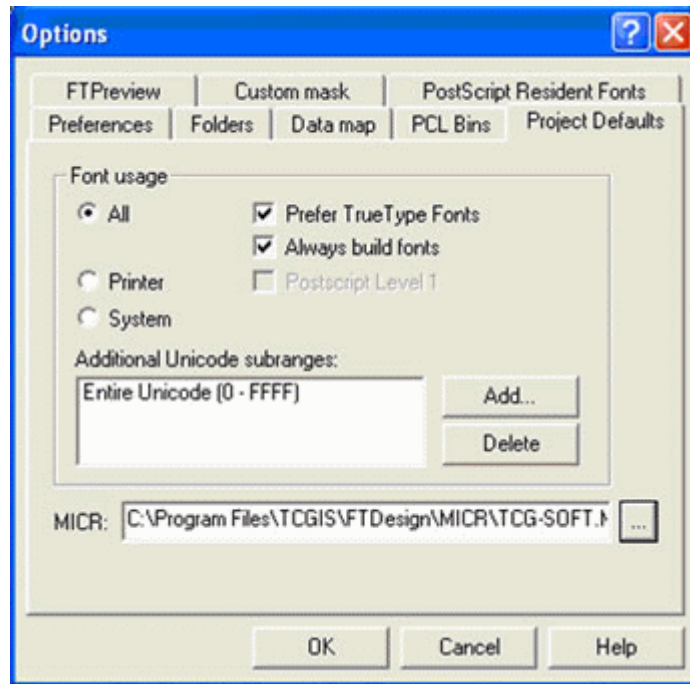 Options
FTPreview Custom mask PostScript Resident Fonts
Preferences Folders Data map PCL Bins Project Defaults
Font usage
All Prefer TrueType Fonts
Always build fonts
Printer Postscript Level 1
System
Additional Unicode subranges:
Entire Unicode (0 - FFFF) Add...
Delete
MICR: C:\Program Files\TCGIS\FTDesign\MICR\TCG-SOFT.M ...
OK Cancel Help